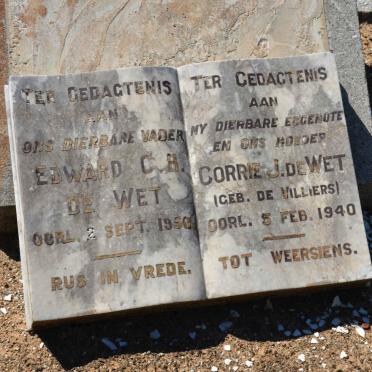 TER GEDAGTENIS
AAN
ONS DIERBARE VADER
EDWARD C. H.
DE WET
OORL. 2 SEPT. 1950
RUS IN VREDE.
TER GEDAGTENIS
AAN
MY DIERBARE EGGENOTE
EN ONS MOEDER
CORRIE J. DE WET
(GEB. DE VILLIERS)
OORL. 5 FEB. 1940
TOT WEERSIENS.